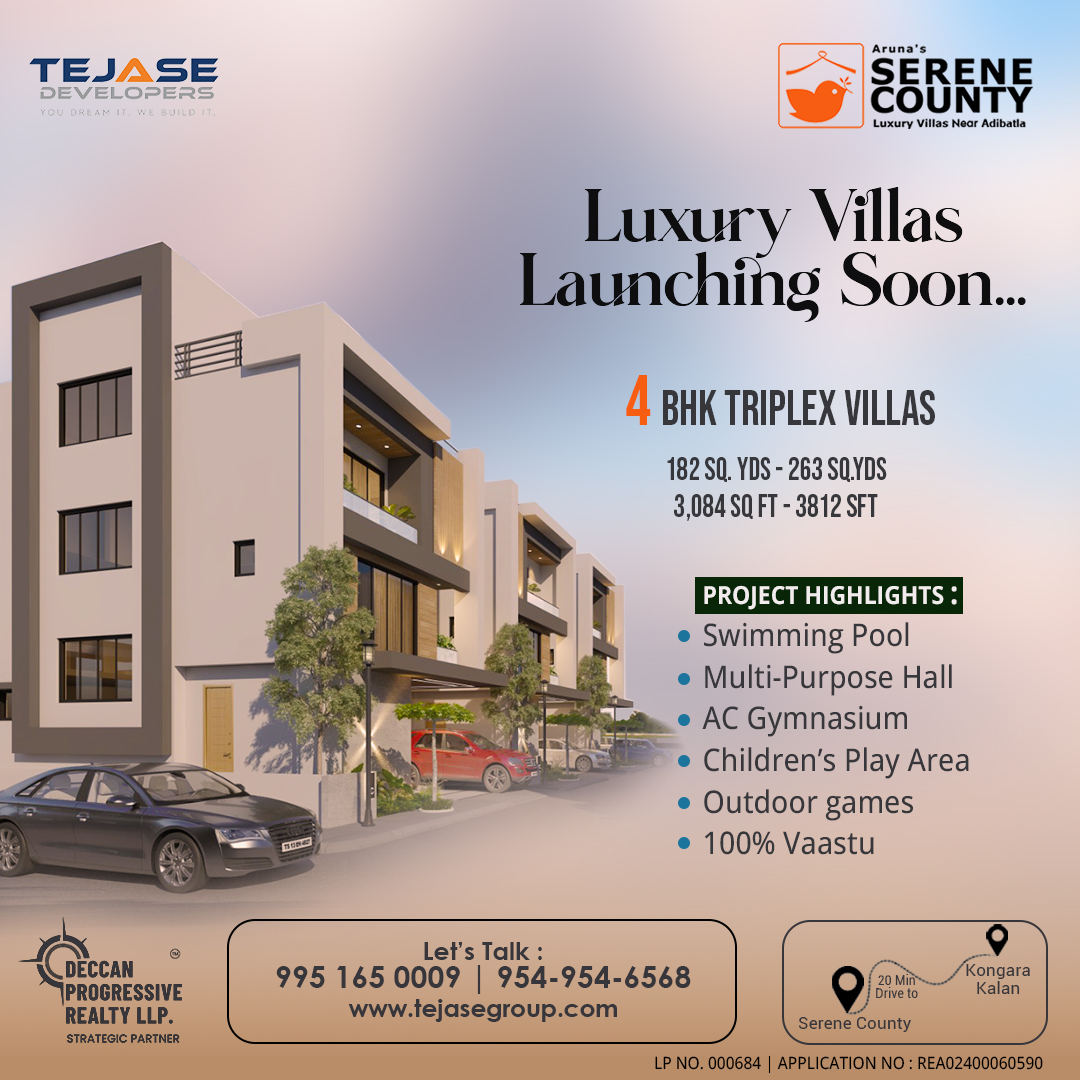 TEJASE
DEVELOPERS
YOU DREAM IT. WE BUILD IT.
Aruna's
SERENE
COUNTY
Luxury Villas Near Adibatla
Luxury Villas
Launching Soon...
4 BHK TRIPLEX VILLAS
182 SQ. YDS - 263 SQ.YDS
3,084 SQ FT - 3812 SFT
PROJECT HIGHLIGHTS :
• Swimming Pool
• Multi-Purpose Hall
• AC Gymnasium
• Children's Play Area
• Outdoor games
• 100% Vaastu
DECCAN
PROGRESSIVE
REALTY LLP.
STRATEGIC PARTNER
TM
Let's Talk :
995 165 0009 | 954-954-6568
www.tejasegroup.com
Kongara
Kalan
20 Min
Drive to
Serene County
LP NO. 000684 | APPLICATION NO : REA02400060590